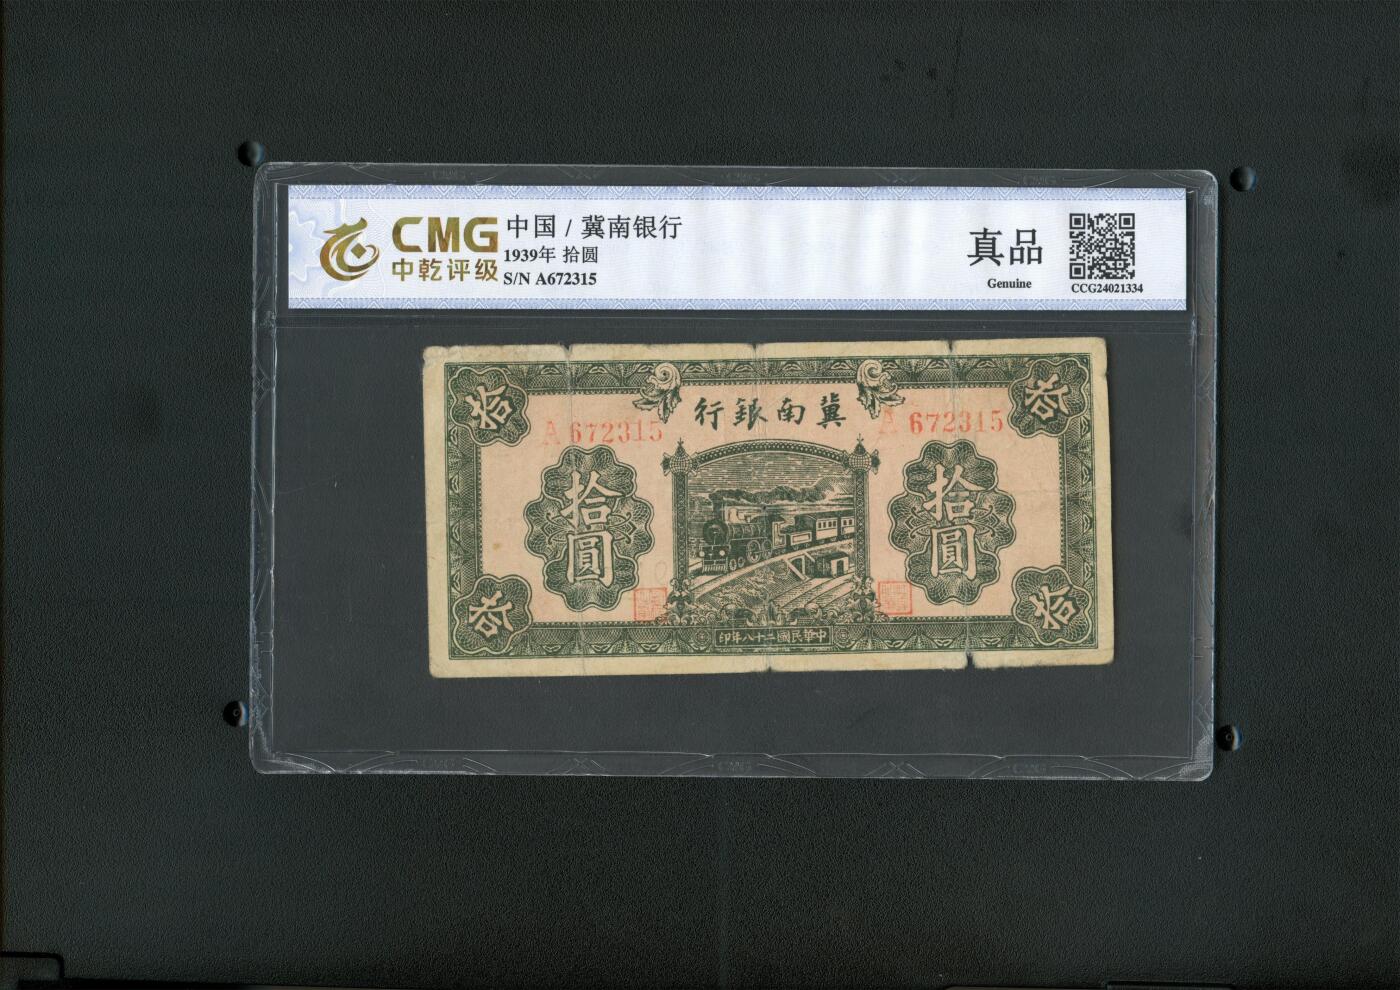 CMG
中乾评级
中国 / 冀南银行
1939年 拾圆
S/N A672315
真品
Genuine
CCG24021334
拾
拾
行銀南冀
A 672315
A 672315
拾圓
拾圓
拾
拾
印年八十二國民華中